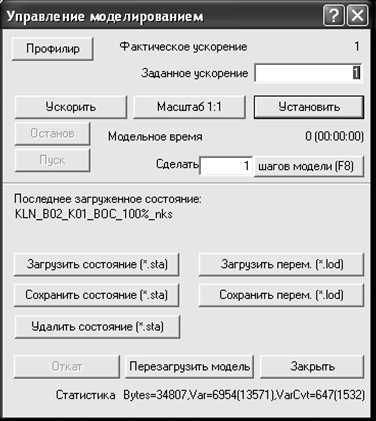 Управление моделированием
Профилир
Фактическое ускорение 1
Заданное ускорение 1
Ускорить Масштаб 1:1 Установить
Останов
Модельное время 0 (00:00:00)
Пуск
Сделать 1 шагов модели (F8)
Последнее загруженное состояние:
KLN_B02_K01_BOC_100%_nks
Загрузить состояние (*.sta) Загрузить перем. (*.lod)
Сохранить состояние (*.sta) Сохранить перем. (*.lod)
Удалить состояние (*.sta)
Откат Перезагрузить модель Закрыть
Статистика Bytes=34807,Var=6954(13571),VarCvt=647(1532)